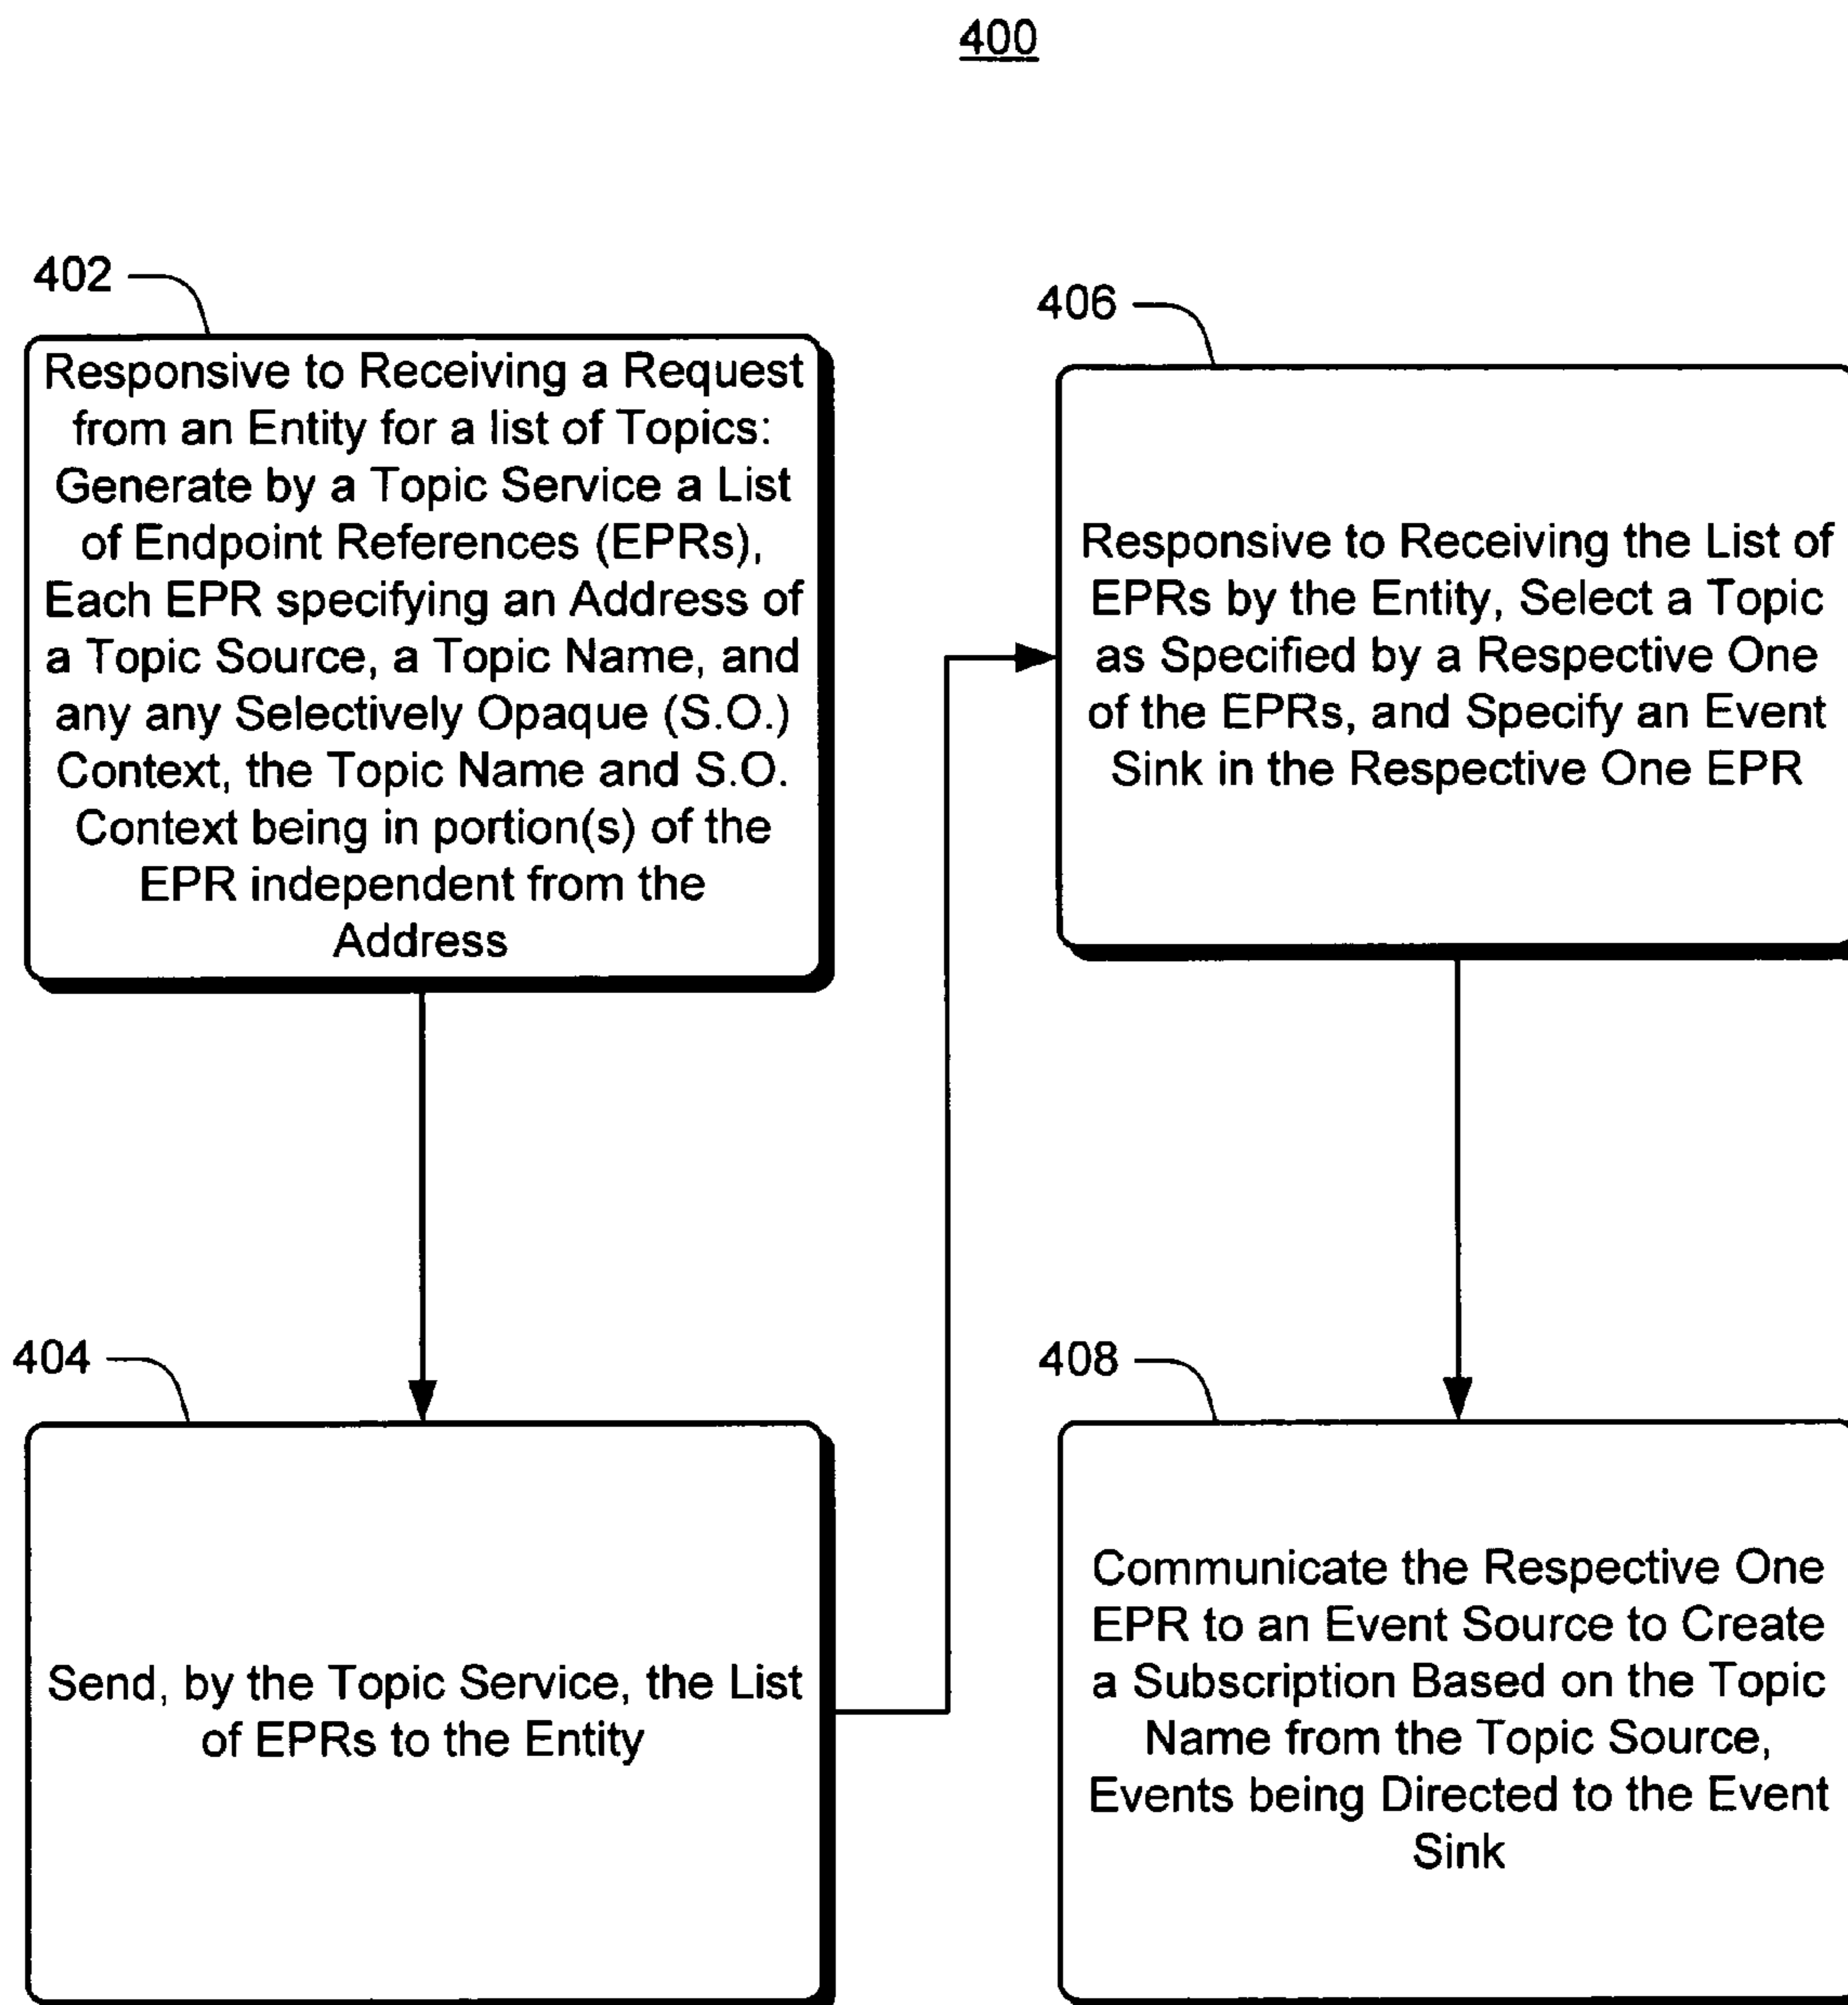 400
402
Responsive to Receiving a Request
from an Entity for a list of Topics:
Generate by a Topic Service a List
of Endpoint References (EPRs),
Each EPR specifying an Address of
a Topic Source, a Topic Name, and
any any Selectively Opaque (S.O.)
Context, the Topic Name and S.O.
Context being in portion(s) of the
EPR independent from the
Address
404
Send, by the Topic Service, the List
of EPRs to the Entity
406
Responsive to Receiving the List of
EPRs by the Entity, Select a Topic
as Specified by a Respective One
of the EPRs, and Specify an Event
Sink in the Respective One EPR
408
Communicate the Respective One
EPR to an Event Source to Create
a Subscription Based on the Topic
Name from the Topic Source,
Events being Directed to the Event
Sink